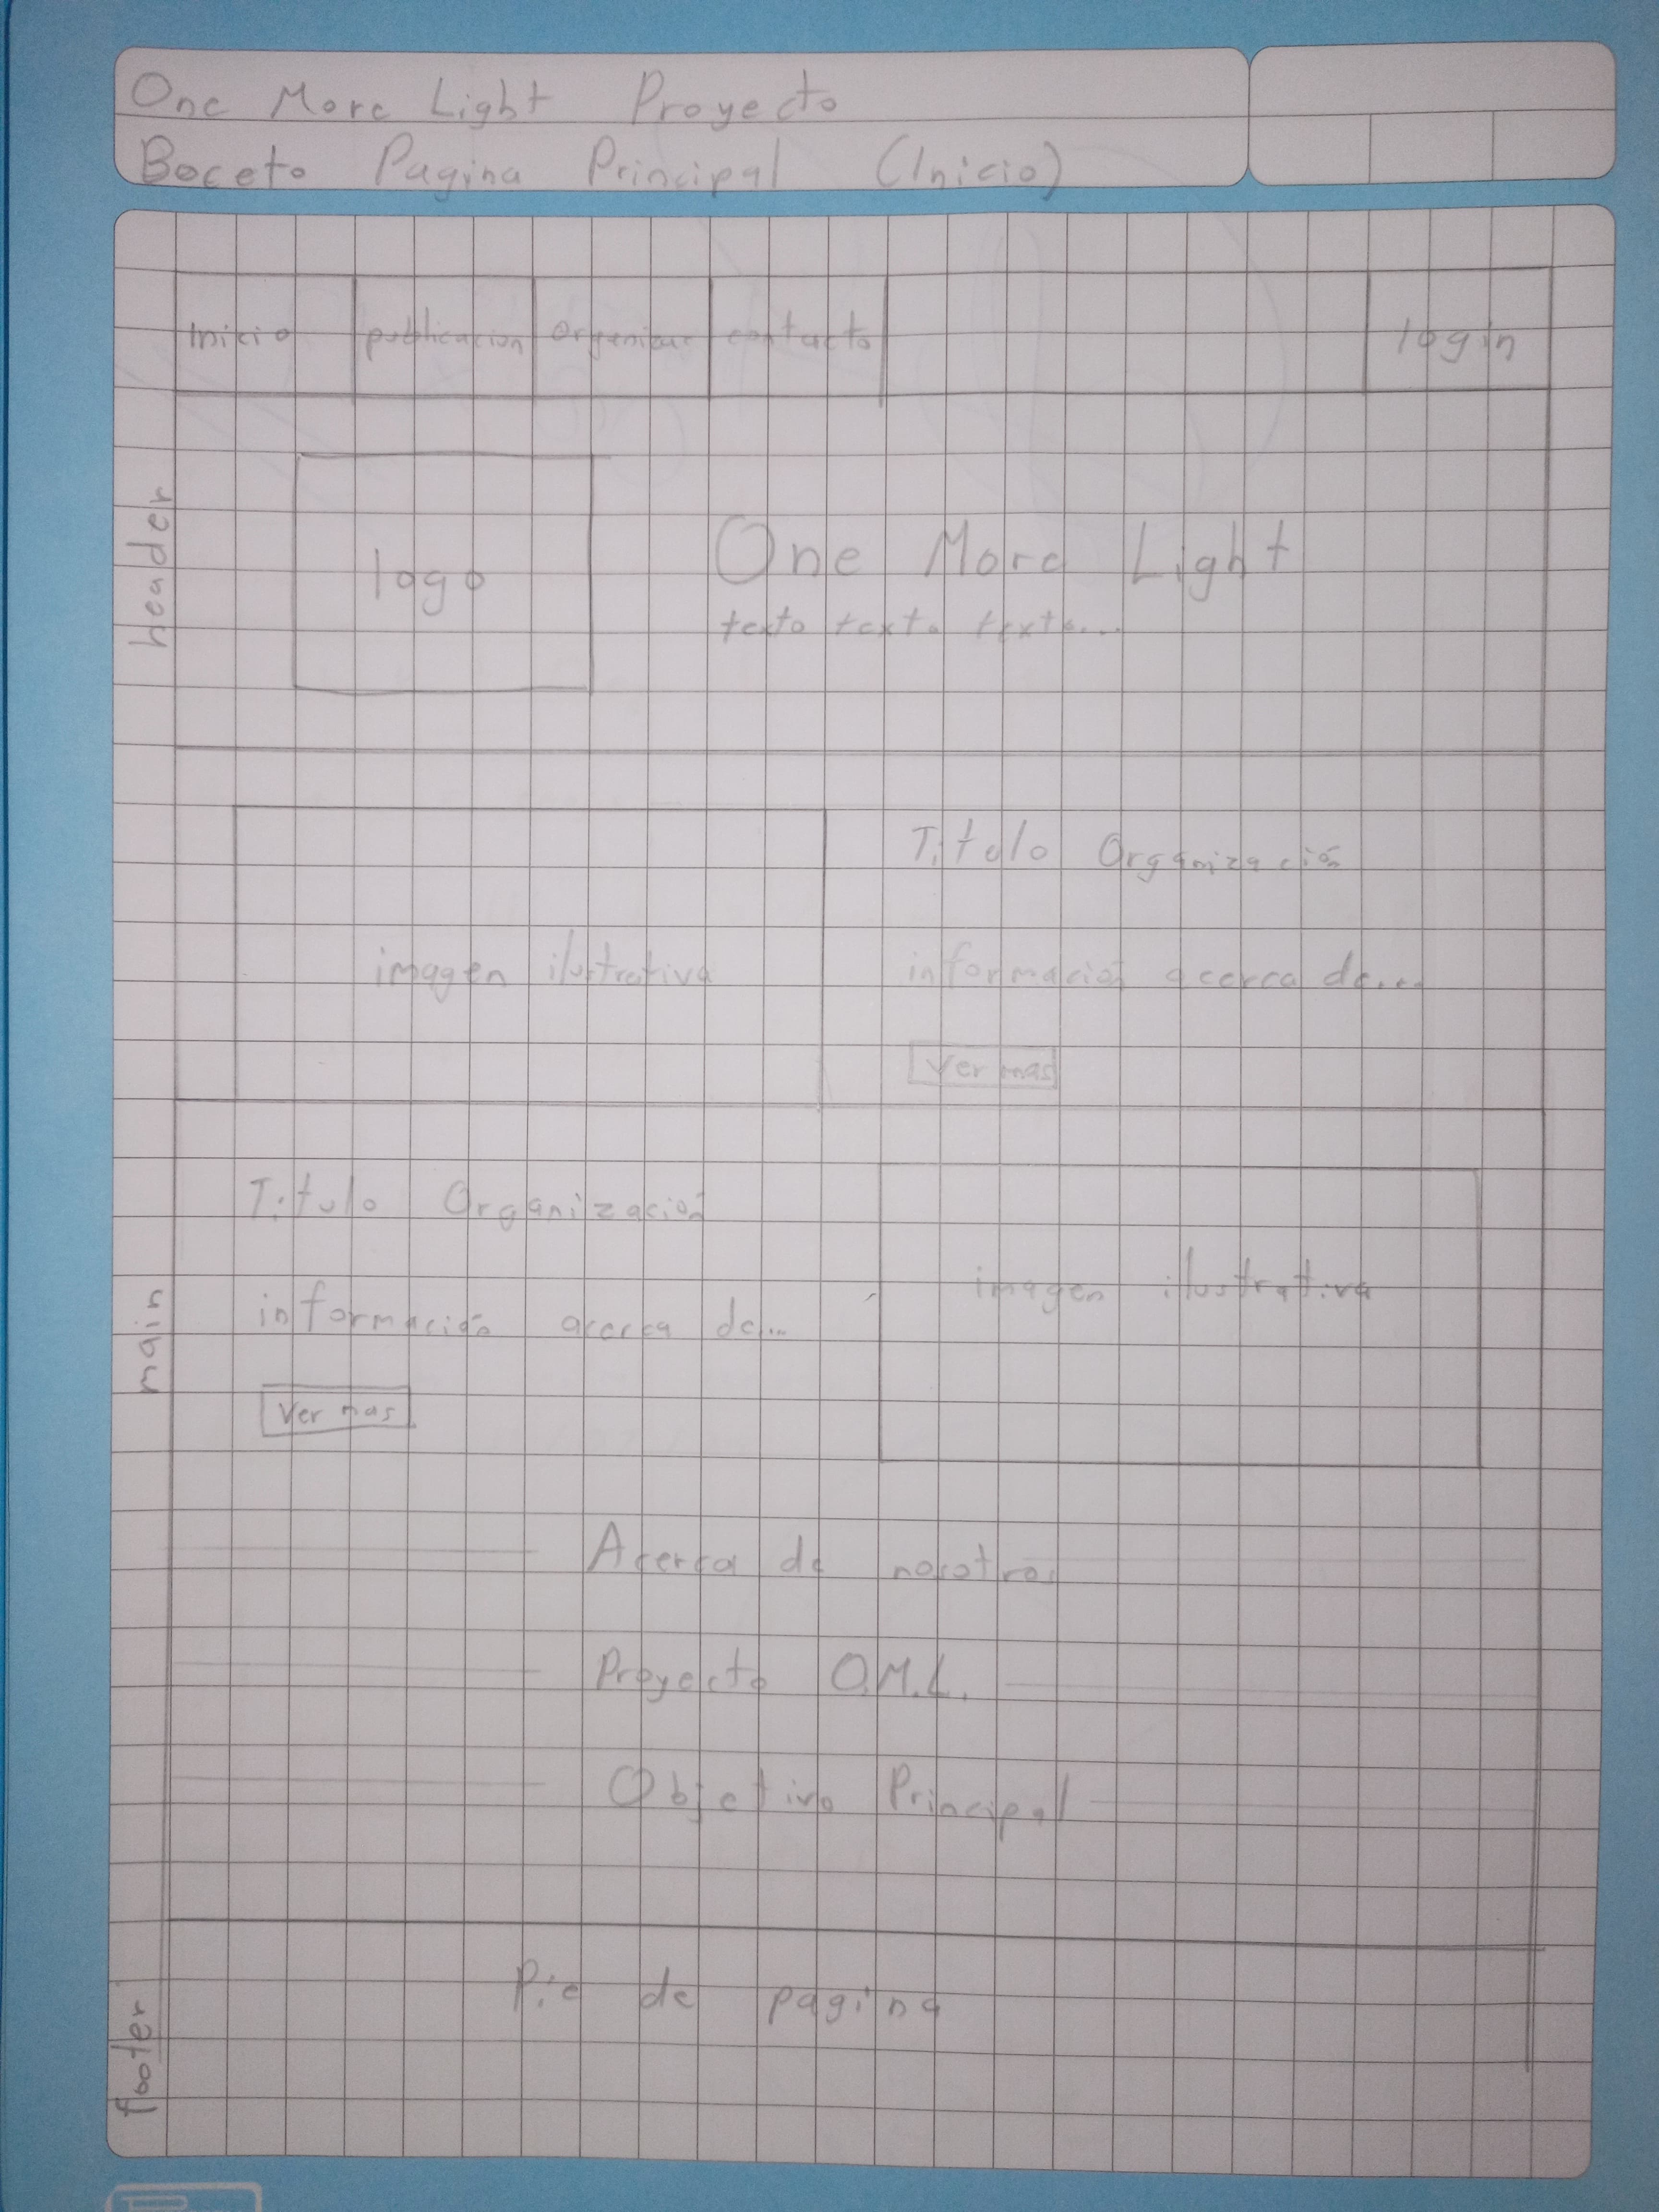 One More Light Proyecto
Boceto Pagina Principal (Inicio)
Inicio publicacion Organizac contacto login
header
logo
One More Light
texto texto texto...
Titulo Organización
imagen ilustrativa
información acerca de...
Ver mas
Titulo Organización
imagen ilustrativa
información acerca de...
Ver mas
main
Acerca de nosotros
Proyecto O.M.L.
Objetivo Principal
Pie de pagina
footer